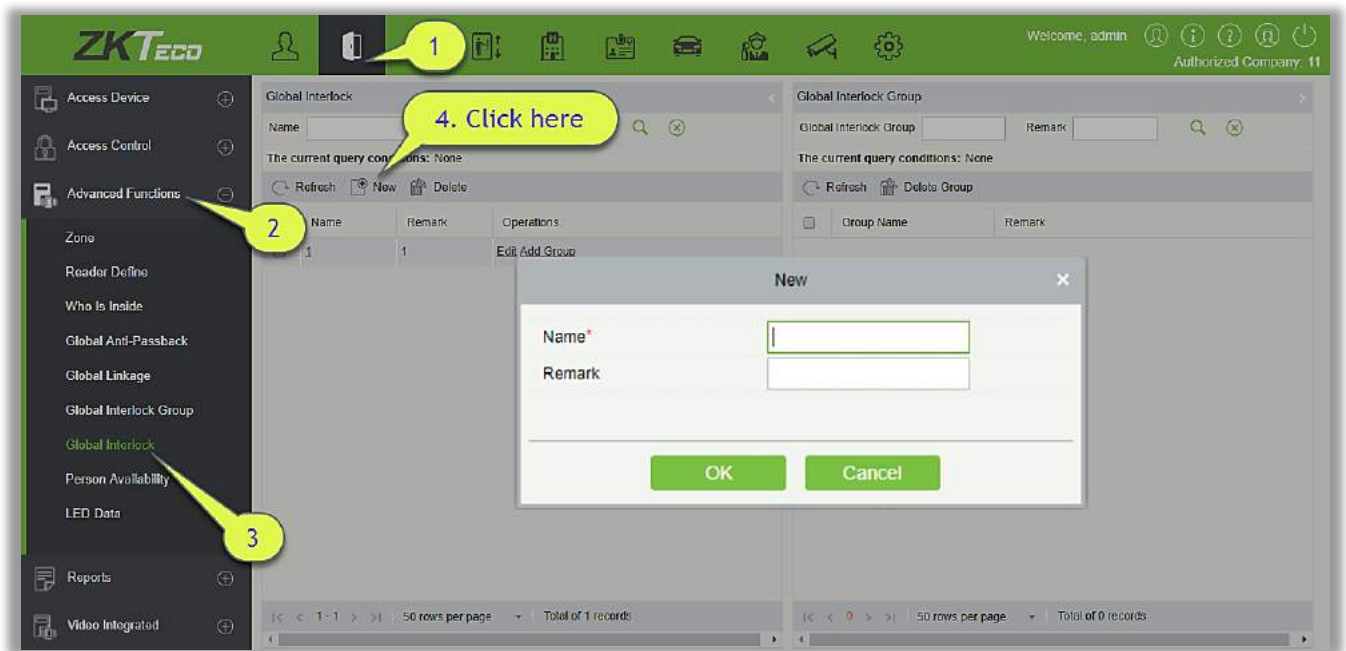 ZKTECO
1
Welcome, admin
Authorized Company: 11
Access Device
Access Control
Advanced Functions
2
Zone
Reader Define
Who Is Inside
Global Anti-Passback
Global Linkage
Global Interlock Group
Global Interlock
Person Availability
LED Data
3
Reports
Video Integrated
Global Interlock
Name
4. Click here
The current query conditions: None
Refresh New Delete
Name Remark Operations
1 1 Edit Add Group
1-1 50 rows per page Total of 1 records
Global Interlock Group
Global Interlock Group Remark
The current query conditions: None
Refresh Delete Group
Group Name Remark
0 50 rows per page Total of 0 records
New
Name*
Remark
OK Cancel